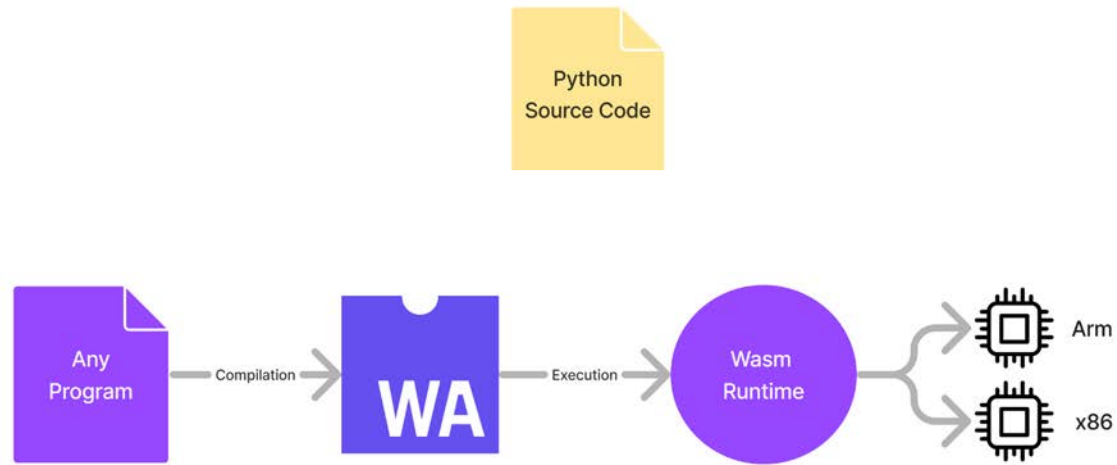 Python
Source Code
Any
Program
Compilation
WA
Execution
Wasm
Runtime
Arm
x86